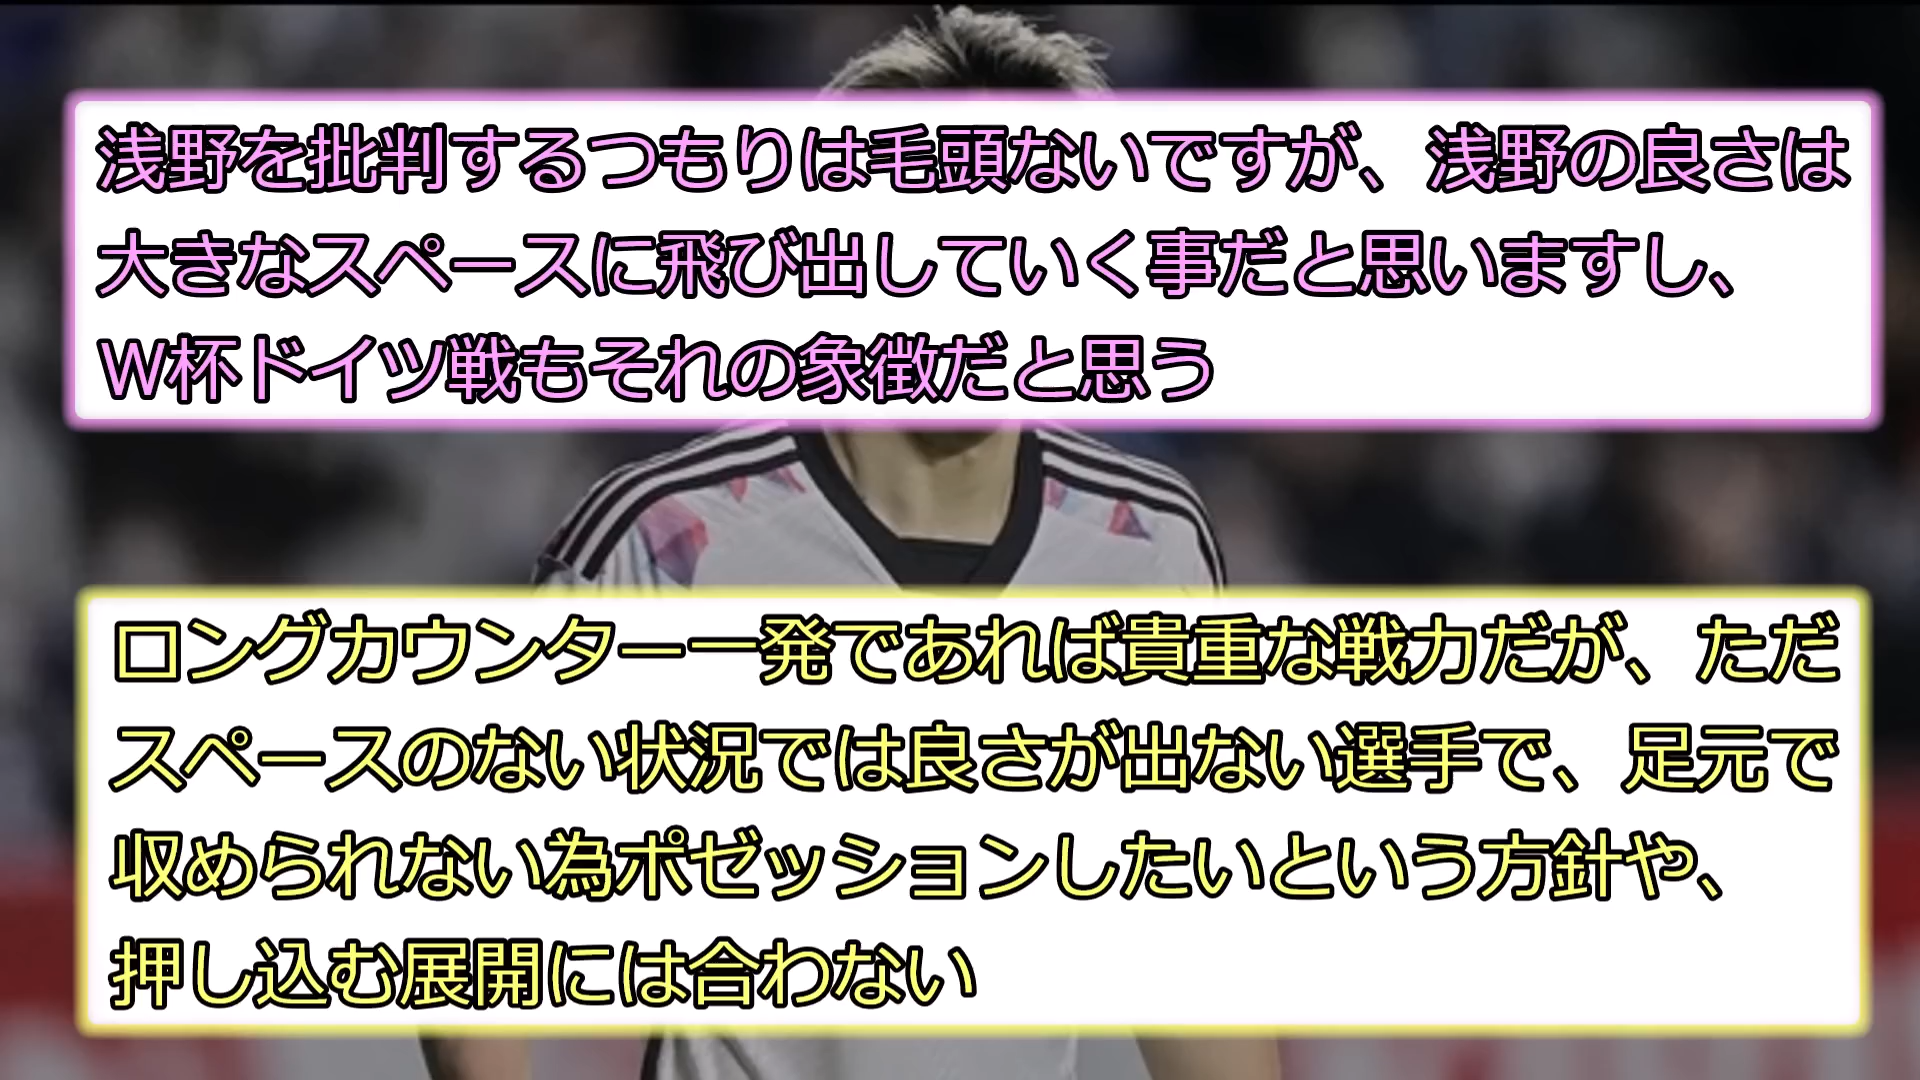 浅野を批判するつもりは毛頭ないですが、浅野の良さは
大きなスペースに飛び出していく事だと思いますし、
W杯ドイツ戦もそれの象徴だと思う
ロングカウンター一発であれば貴重な戦力だが、ただ
スペースのない状況では良さが出ない選手で、足元で
収められない為ポゼッションしたいという方針や、
押し込む展開には合わない